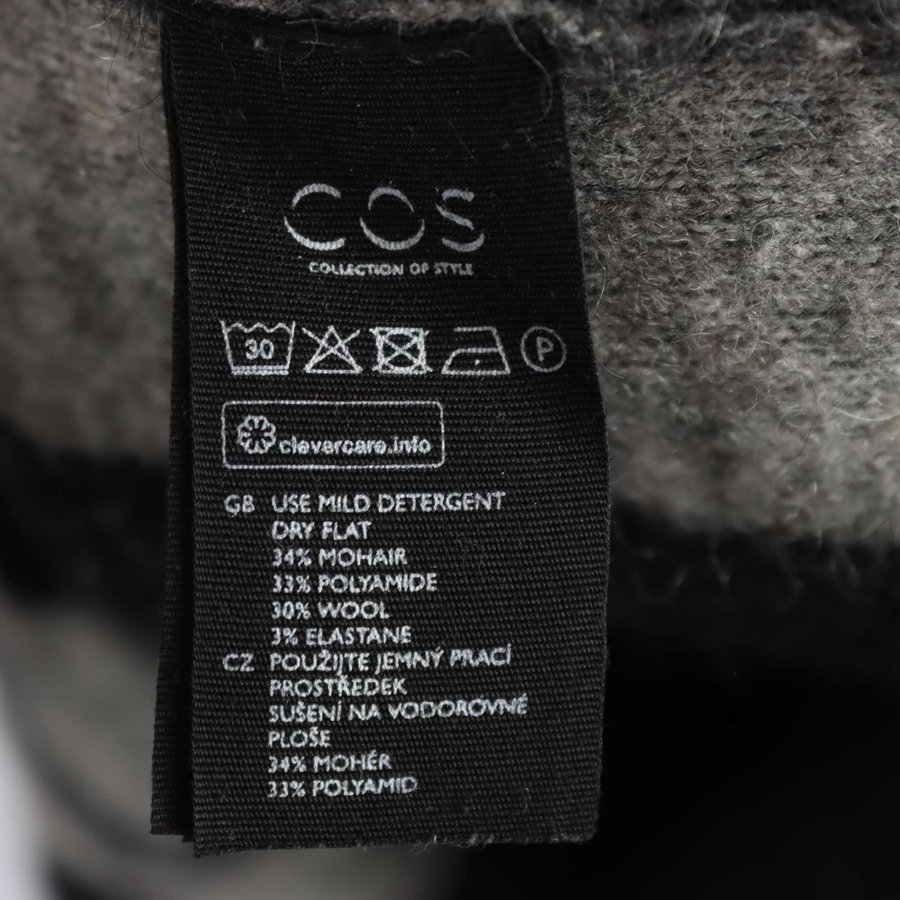 COS
COLLECTION OF STYLE
30 P
clevercare.info
GB USE MILD DETERGENT
DRY FLAT
34% MOHAIR
33% POLYAMIDE
30% WOOL
3% ELASTANE
CZ POUŽIJTE JEMNÝ PRACÍ
PROSTŘEDEK
SUŠENÍ NA VODOROVNÉ
PLOŠE
34% MOHÉR
33% POLYAMID